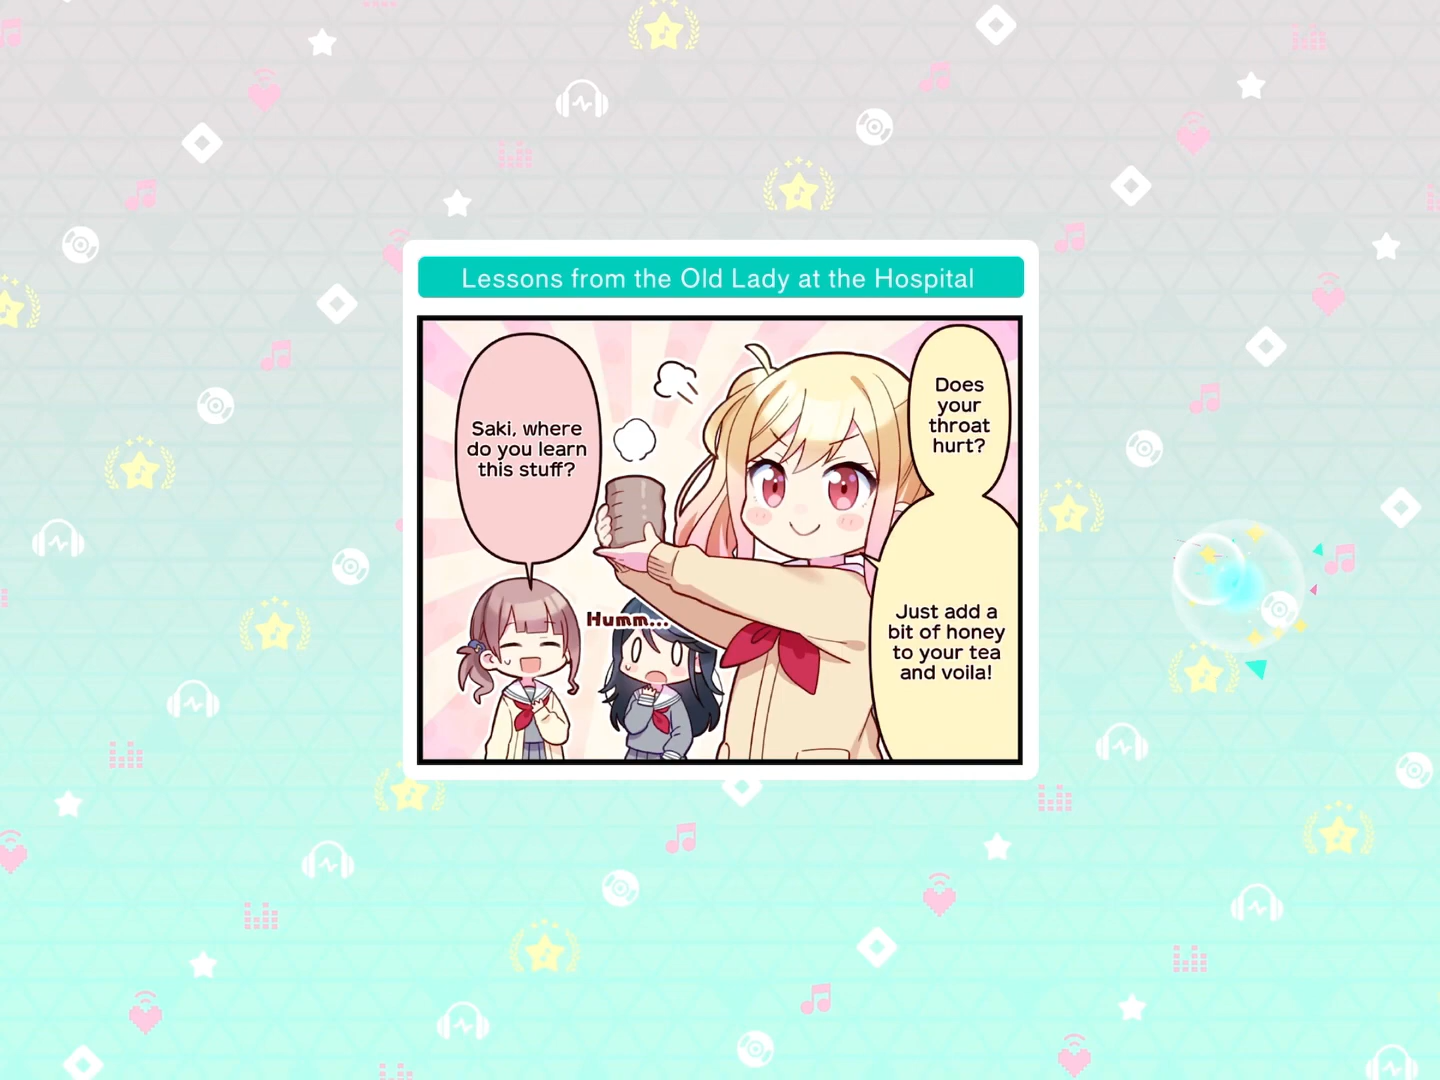 Lessons from the Old Lady at the Hospital
Does
your
throat
hurt?
Just add a
bit of honey
to your tea
and voila!
Saki, where
do you learn
this stuff?
Humm...